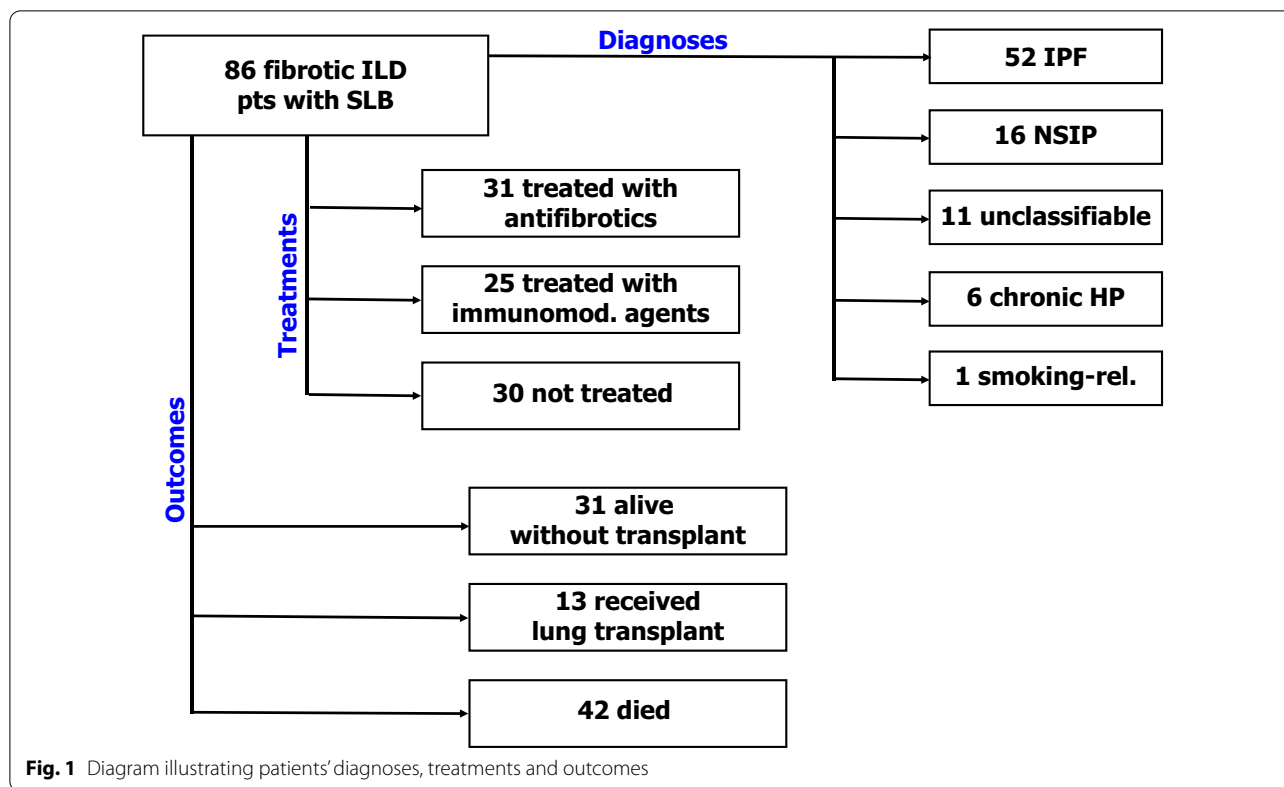 86 fibrotic ILD
pts with SLB
Diagnoses
52 IPF
16 NSIP
11 unclassifiable
6 chronic HP
1 smoking-rel.
Treatments
31 treated with
antifibrotics
25 treated with
immunomod. agents
30 not treated
Outcomes
31 alive
without transplant
13 received
lung transplant
42 died
Fig. 1 Diagram illustrating patients’ diagnoses, treatments and outcomes